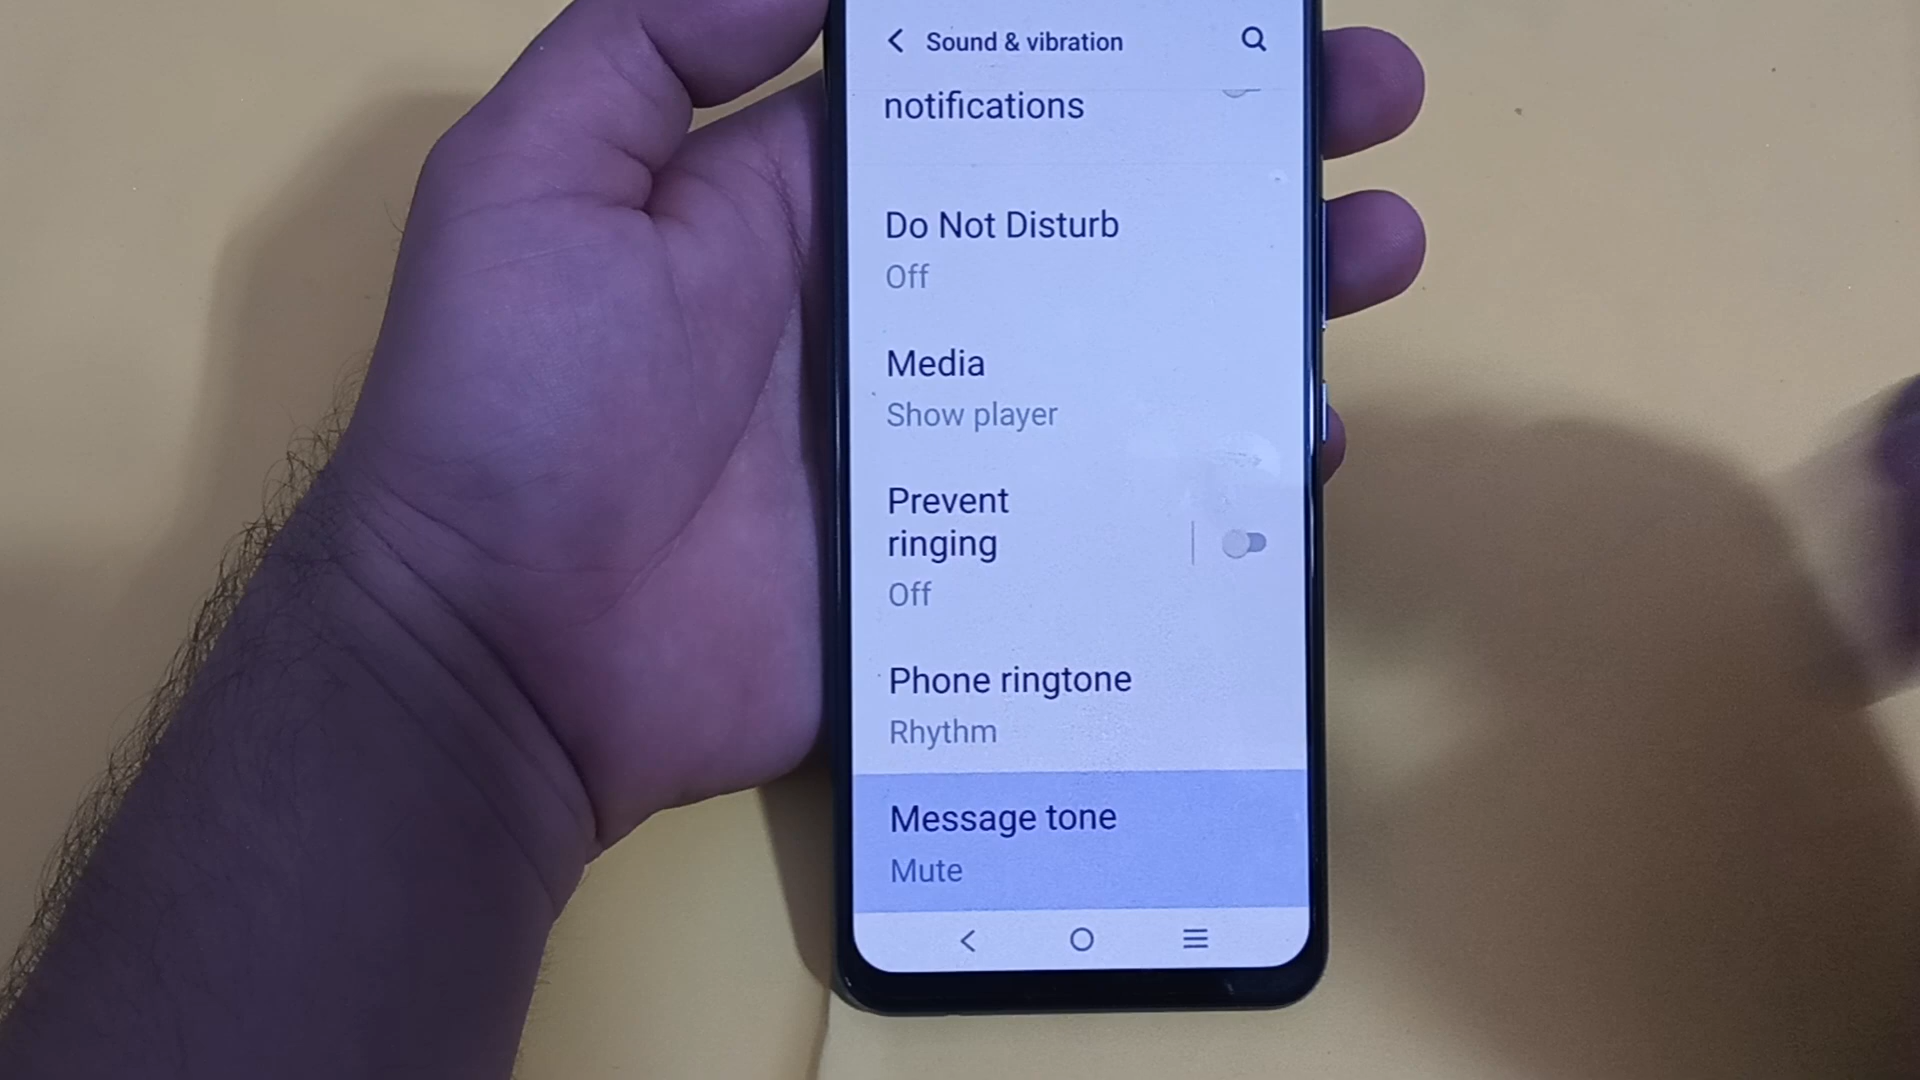 Sound & vibration
notifications
Do Not Disturb
Off
Media
Show player
Prevent
ringing
Off
Phone ringtone
Rhythm
Message tone
Mute